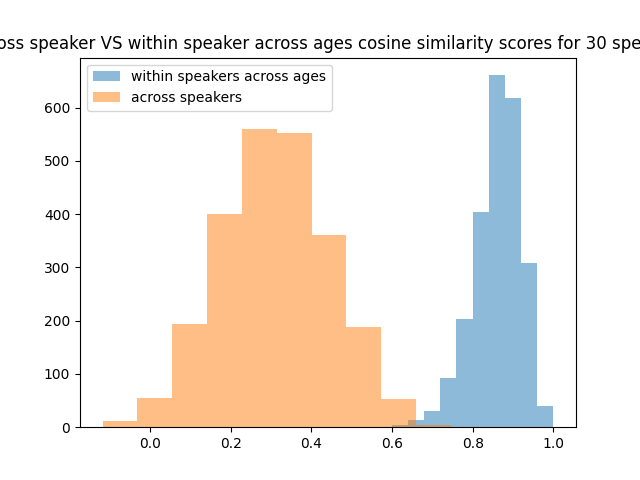 oss speaker VS within speaker across ages cosine similarity scores for 30 spe
within speakers across ages
across speakers
600
500
400
300
200
100
0
0.0 0.2 0.4 0.6 0.8 1.0